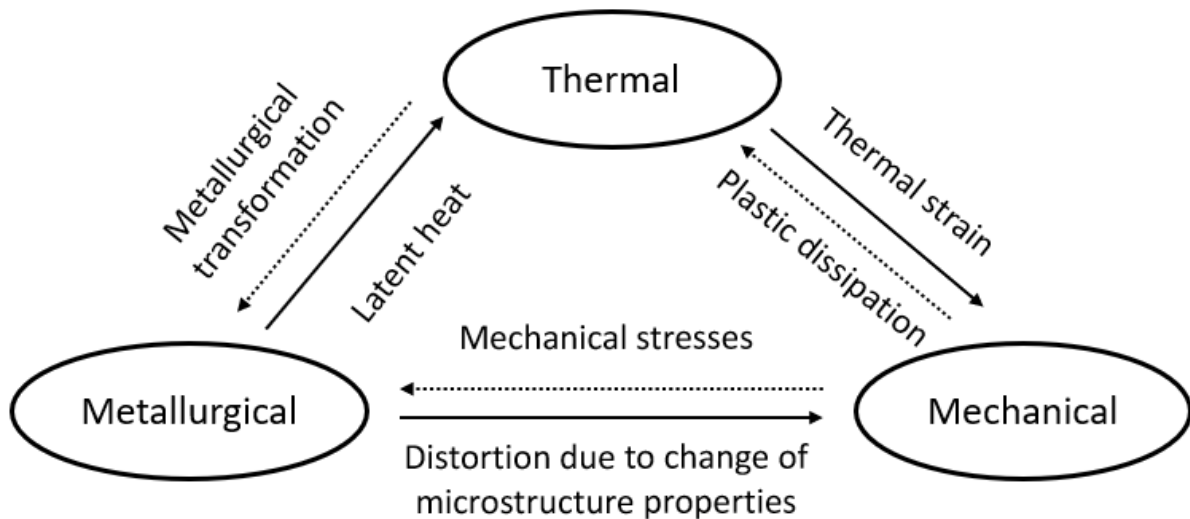 Thermal
Metallurgical
transformation
Latent heat
Thermal strain
Plastic dissipation
Mechanical stresses
Metallurgical
Mechanical
Distortion due to change of
microstructure properties